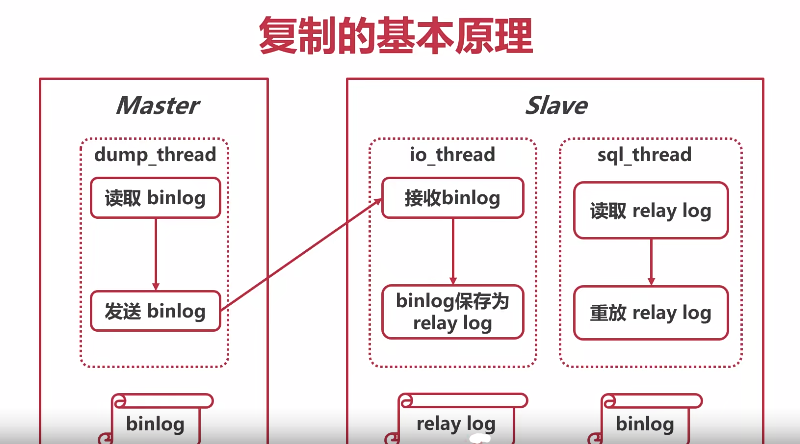 复制的基本原理
Master
dump_thread
读取 binlog
发送 binlog
binlog
Slave
io_thread
接收binlog
binlog保存为
relay log
relay log
sql_thread
读取 relay log
重放 relay log
binlog